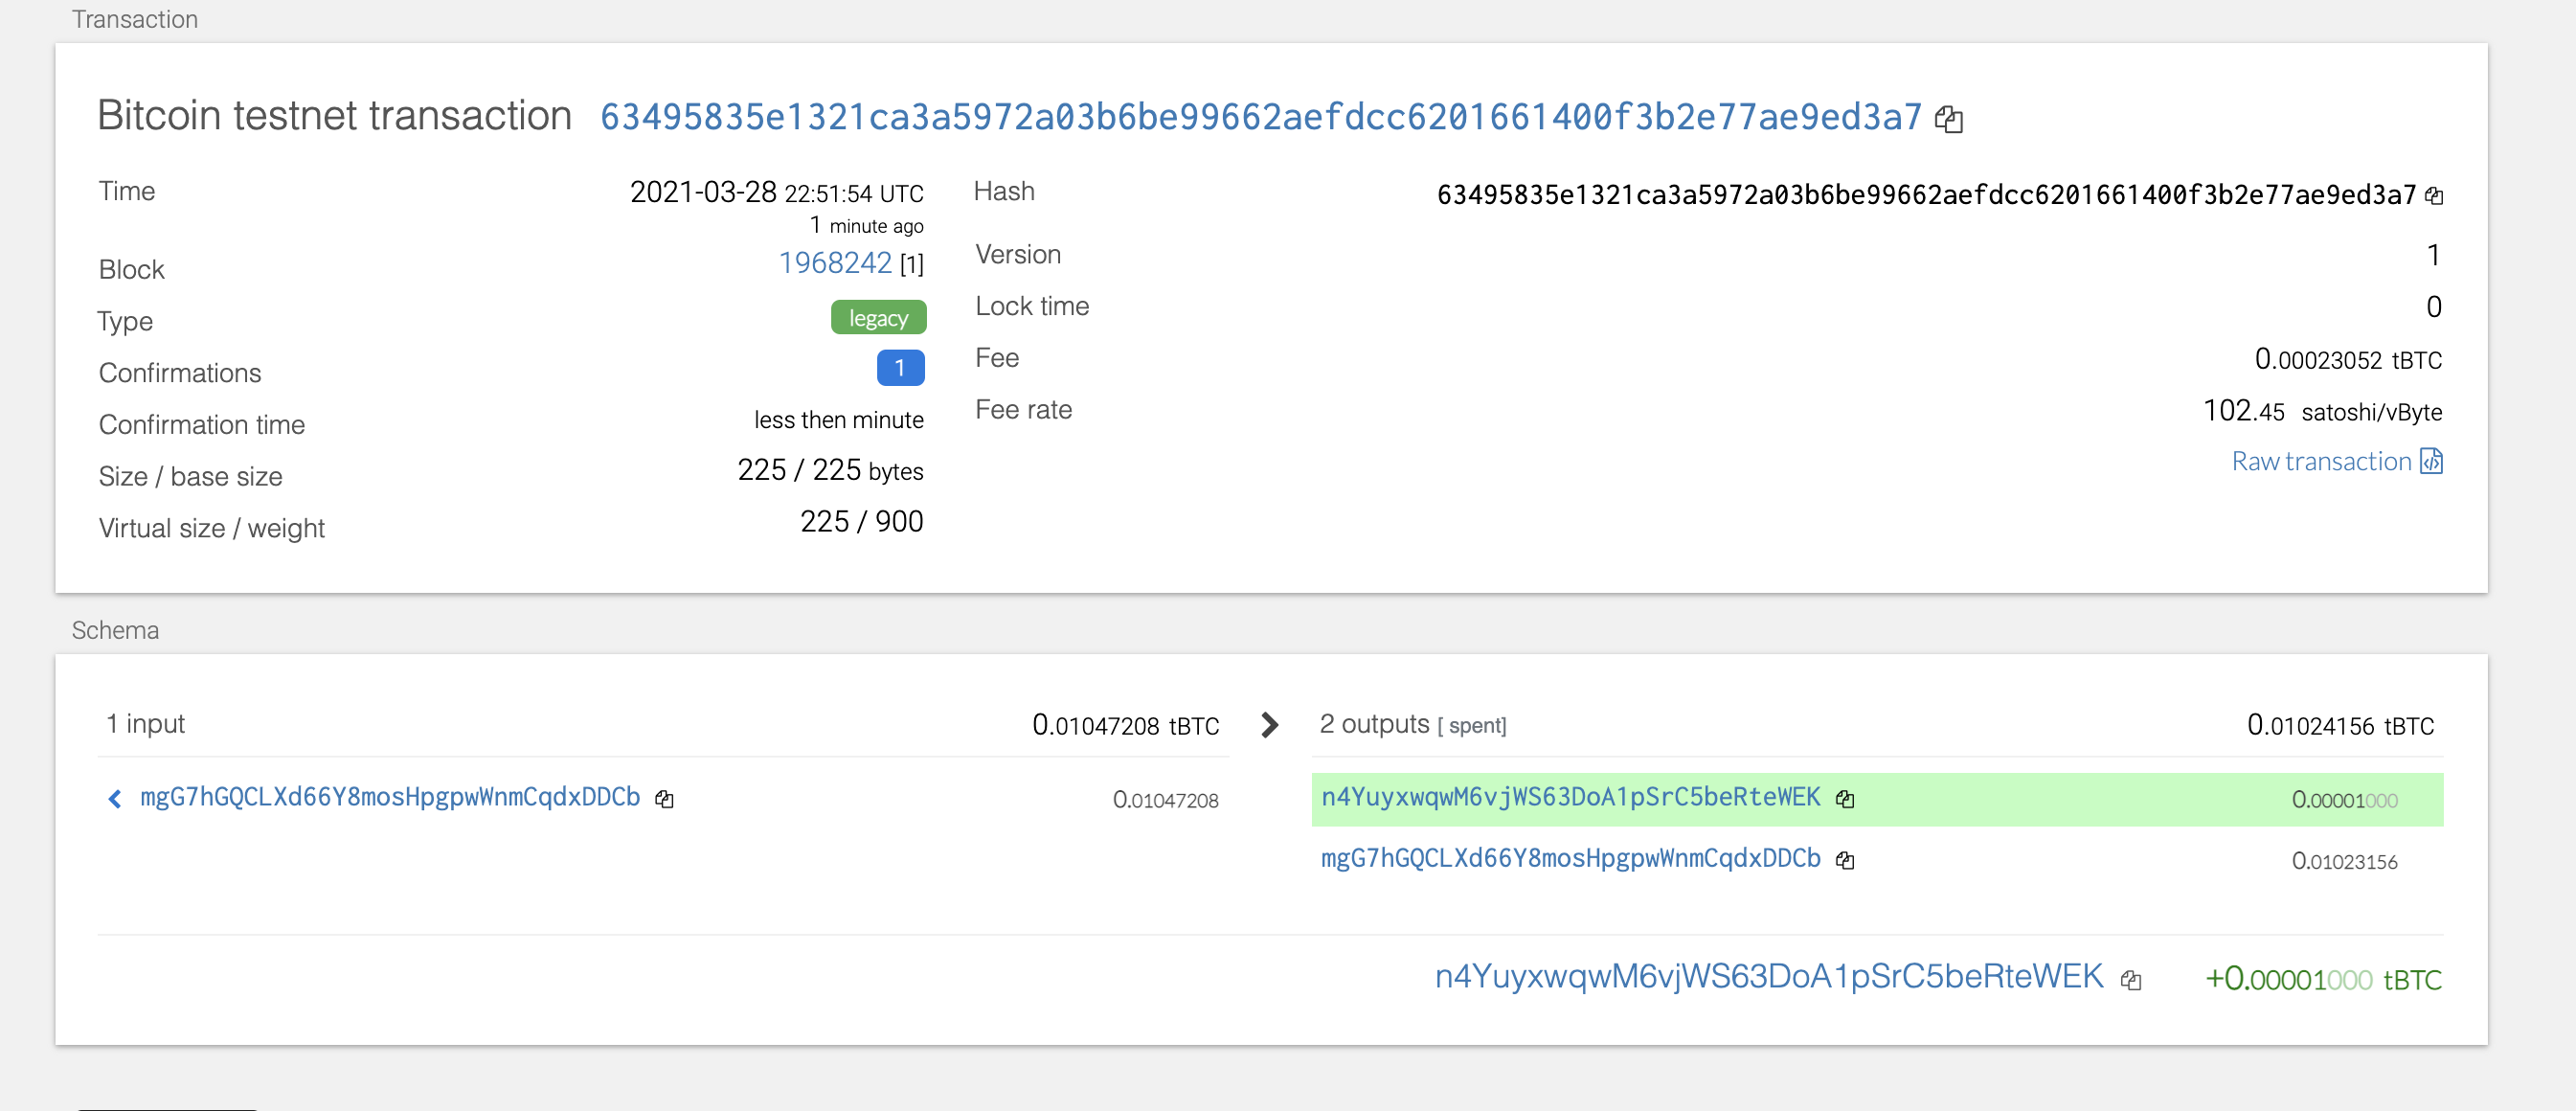 Transaction
Bitcoin testnet transaction 63495835e1321ca3a5972a03b6be99662aefdcc6201661400f3b2e77ae9ed3a7
Time 2021-03-28 22:51:54 UTC
1 minute ago
Block 1968242 [1]
Type legacy
Confirmations 1
Confirmation time less then minute
Size / base size 225 / 225 bytes
Virtual size / weight 225 / 900
Hash 63495835e1321ca3a5972a03b6be99662aefdcc6201661400f3b2e77ae9ed3a7
Version 1
Lock time 0
Fee 0.00023052 tBTC
Fee rate 102.45 satoshi/vByte
Raw transaction
Schema
1 input 0.01047208 tBTC
mgG7hGQCLXd66Y8mosHpgpwWnmCqdxDDCb 0.01047208
2 outputs [ spent] 0.01024156 tBTC
n4YuyxwqwM6vjWS63DoA1pSrC5beRteWEK 0.00001000
mgG7hGQCLXd66Y8mosHpgpwWnmCqdxDDCb 0.01023156
n4YuyxwqwM6vjWS63DoA1pSrC5beRteWEK +0.00001000 tBTC